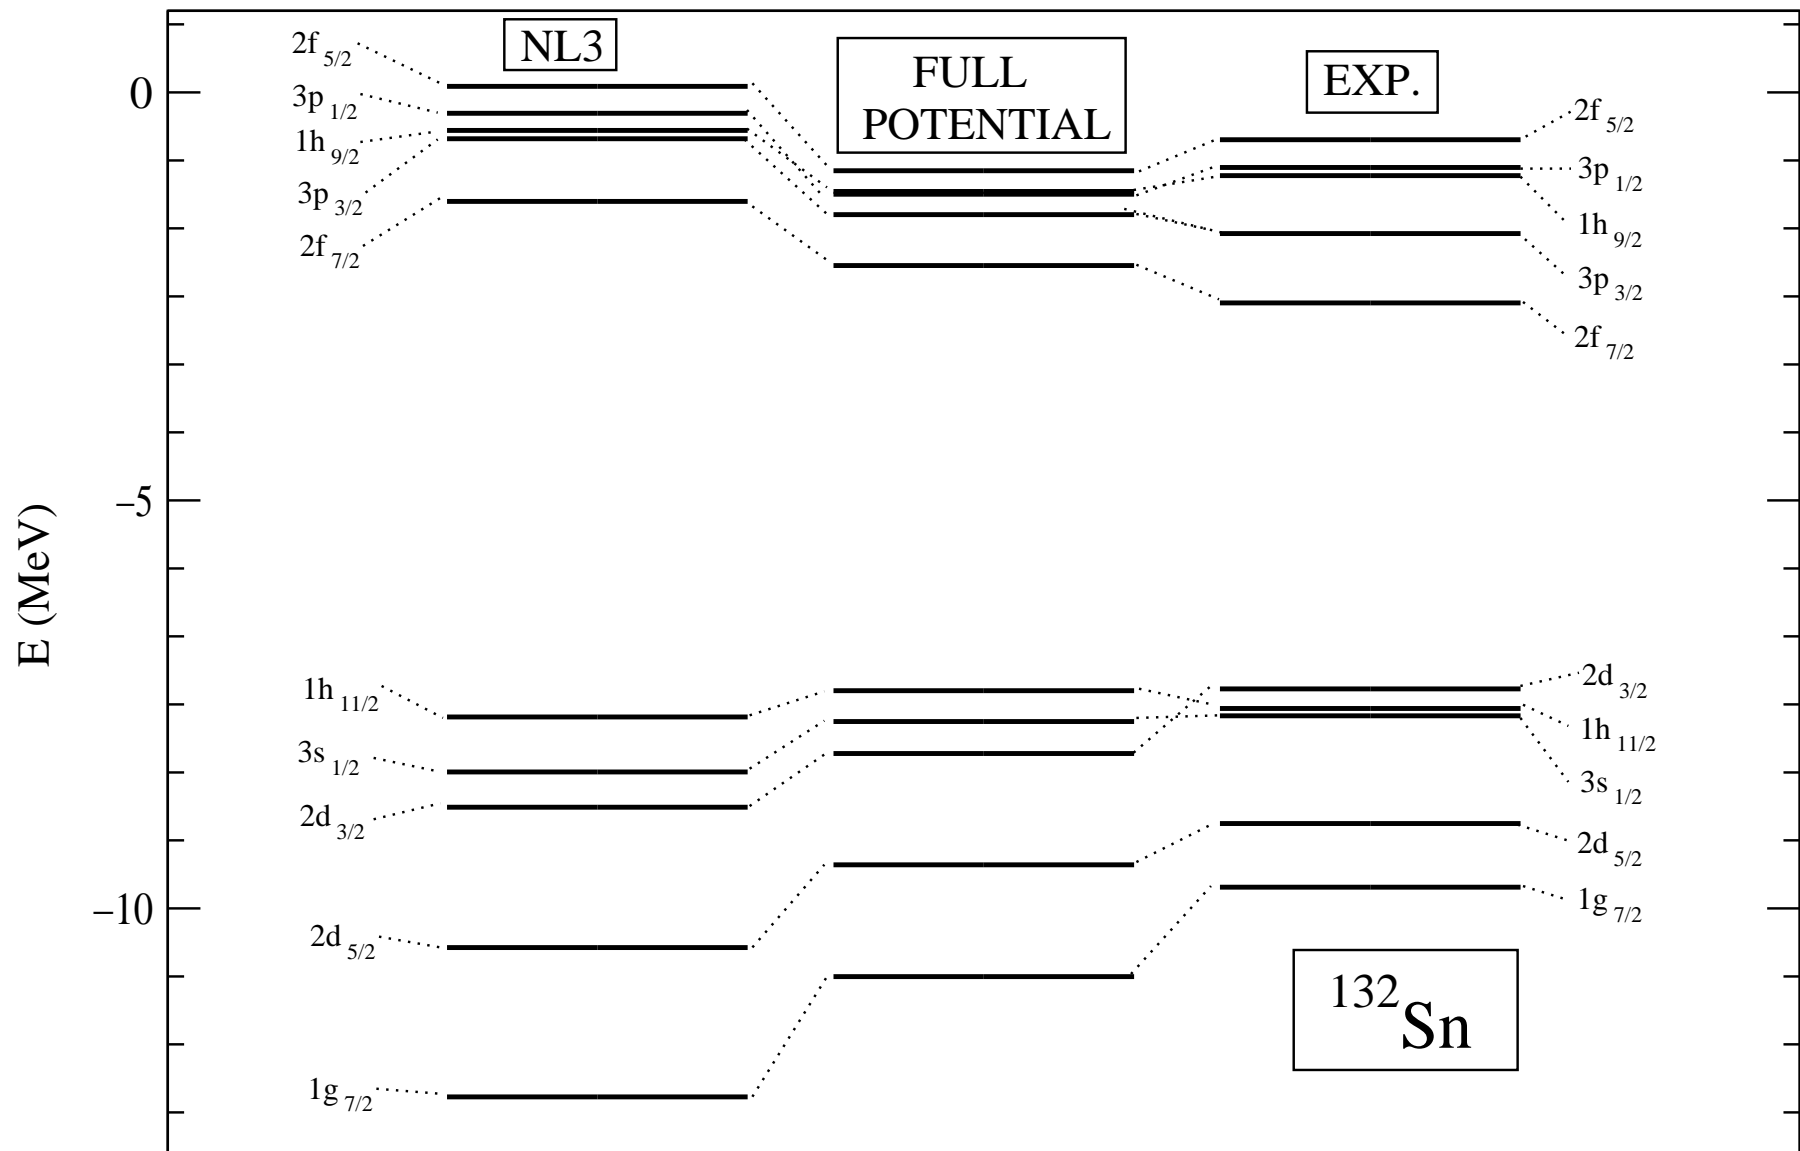 NL3
FULL
POTENTIAL
EXP.
2f 5/2
3p 1/2
1h 9/2
3p 3/2
2f 7/2
2f 5/2
3p 1/2
1h 9/2
3p 3/2
2f 7/2
0
−5
−10
E (MeV)
1h 11/2
3s 1/2
2d 3/2
2d 5/2
1g 7/2
2d 3/2
1h 11/2
3s 1/2
2d 5/2
1g 7/2
132Sn